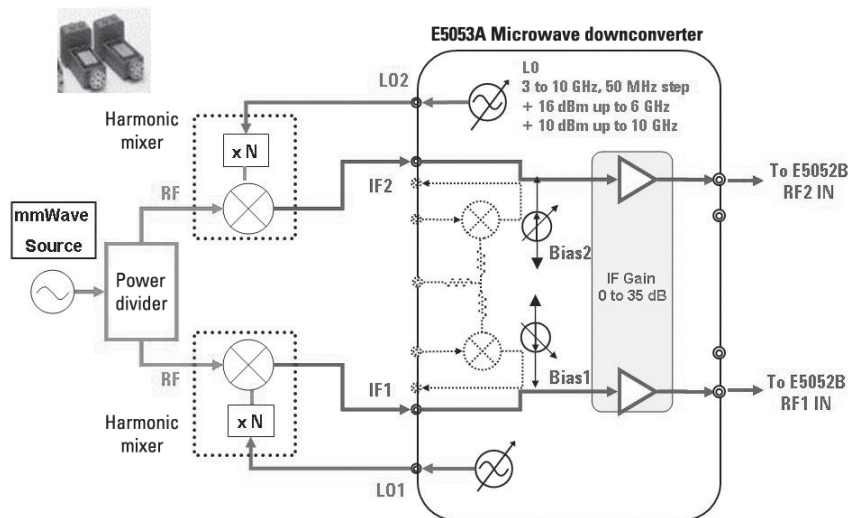 E5053A Microwave downconverter
LO
3 to 10 GHz, 50 MHz step
+ 16 dBm up to 6 GHz
+ 10 dBm up to 10 GHz
LO2
Harmonic
mixer
x N
RF
IF2
To E5052B
RF2 IN
mmWave
Source
Power
divider
Bias2
IF Gain
0 to 35 dB
RF
IF1
Bias1
To E5052B
RF1 IN
Harmonic
mixer
x N
LO1